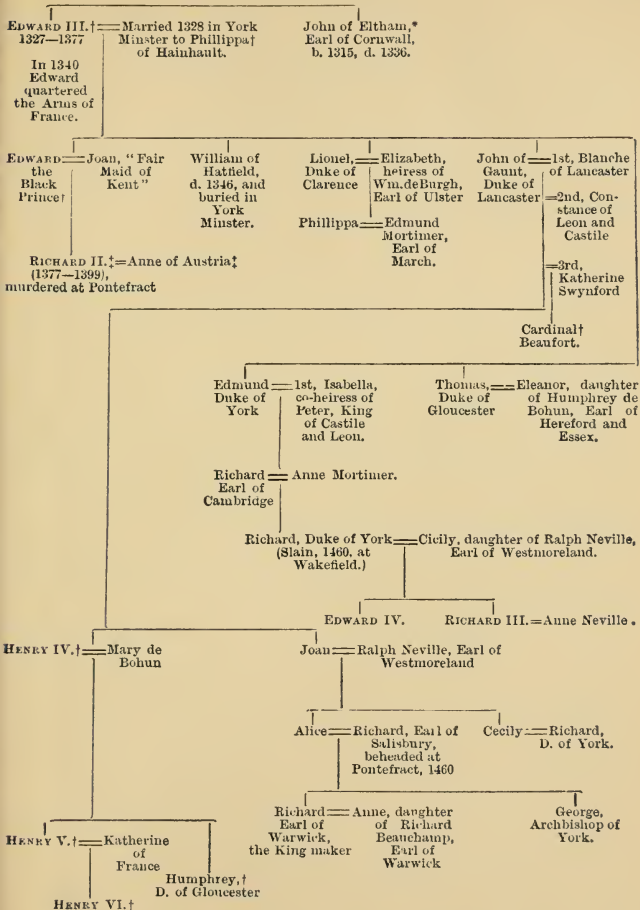 EDWARD III.† Married 1328 in York
1327—1377 Minster to Phillippa†
of Hainhault.
John of Eltham,*
Earl of Cornwall,
b. 1315, d. 1336.
In 1340
Edward
quartered
the Arms of
France.
EDWARD
the
Black
Prince†
Joan, "Fair
Maid of
Kent"
William of
Hatfield,
d. 1346, and
buried in
York
Minster.
Lionel,
Duke of
Clarence
Elizabeth,
heiress of
Wm.deBurgh,
Earl of Ulster
John of
Gaunt,
Duke of
Lancaster
1st, Blanche
of Lancaster
2nd, Con-
stance of
Leon and
Castile
3rd,
Katherine
Swynford
Phillippa
Edmund
Mortimer,
Earl of
March.
RICHARD II.‡=Anne of Austria‡
(1377—1399),
murdered at Pontefract
Cardinal†
Beaufort.
Edmund
Duke of
York
1st, Isabella,
co-heiress of
Peter, King
of Castile
and Leon.
Thomas,
Duke of
Gloucester
Eleanor, daughter
of Humphrey de
Bohun, Earl of
Hereford and
Essex.
Richard
Earl of
Cambridge
Anne Mortimer.
Richard, Duke of York
(Slain, 1460. at
Wakefield.)
Cicily, daughter of Ralph Neville,
Earl of Westmoreland.
EDWARD IV.
RICHARD III.=Anne Neville.
HENRY IV.†
Mary de
Bohun
Joan
Ralph Neville, Earl of
Westmoreland
Alice
Richard, Earl of
Salisbury,
beheaded at
Pontefract, 1460
Cecily
Richard,
D. of York.
Richard
Earl of
Warwick,
the King maker
Anne, daughter
of Richard
Beauchamp,
Earl of
Warwick
George,
Archbishop of
York.
HENRY V.†
Katherine
of
France
Humphrey,†
D. of Gloucester
HENRY VI.†